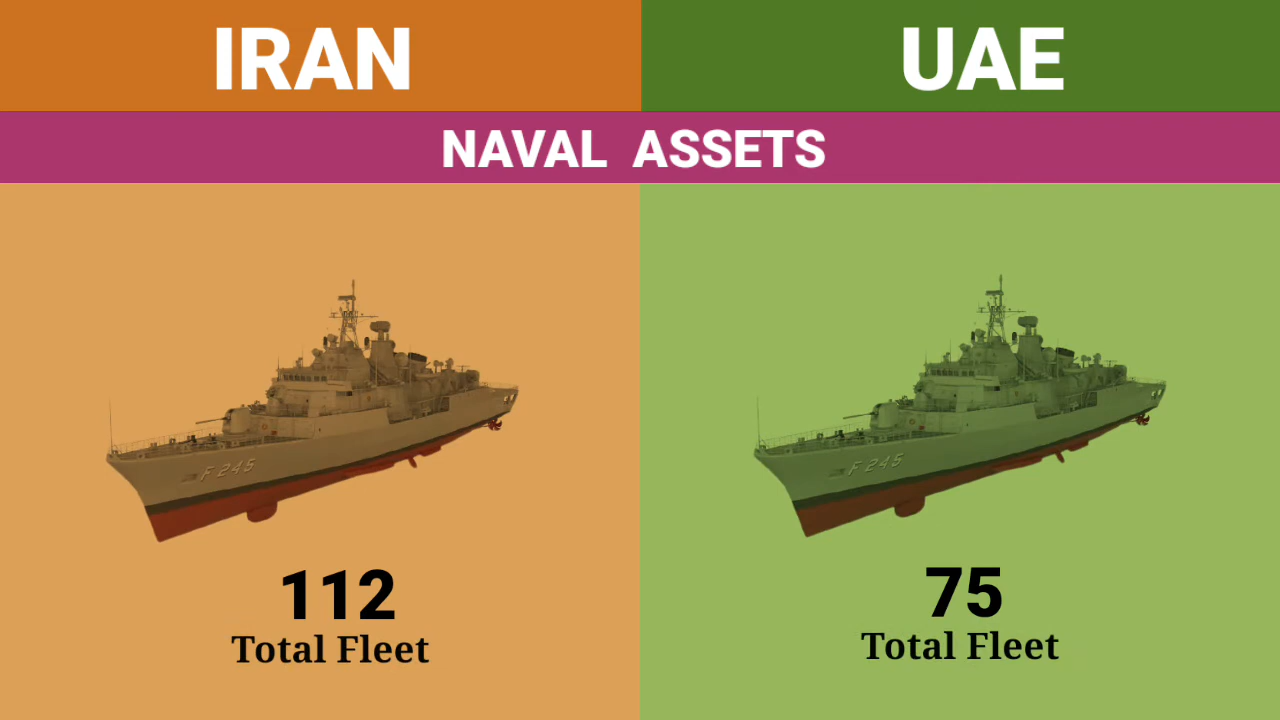 IRAN
UAE
NAVAL ASSETS
F 245
F 245
112
Total Fleet
75
Total Fleet